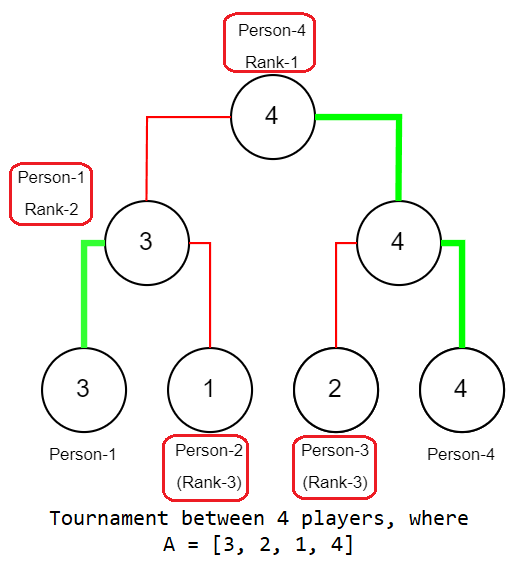 Person-4
Rank-1
4
Person-1
Rank-2
3
4
3
1
2
4
Person-1
Person-2
(Rank-3)
Person-3
(Rank-3)
Person-4
Tournament between 4 players, where
A = [3, 2, 1, 4]